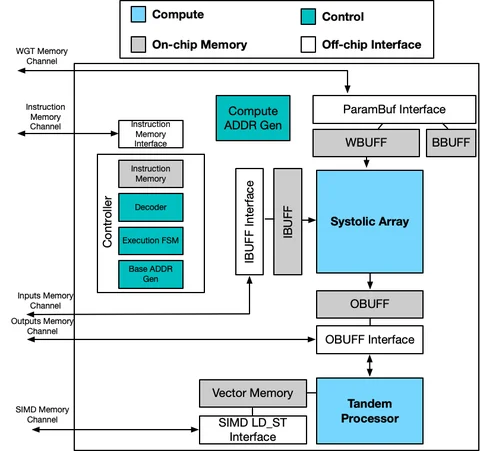 Compute
Control
On-chip Memory
Off-chip Interface
WGT Memory
Channel
Instruction
Memory
Channel
Instruction
Memory
Interface
Compute
ADDR Gen
ParamBuf Interface
WBUFF
BBUFF
Controller
Instruction
Memory
Decoder
Execution FSM
Base ADDR
Gen
IBUFF Interface
IBUFF
Systolic Array
Inputs Memory
Channel
OBUFF
Outputs Memory
Channel
OBUFF Interface
Vector Memory
Tandem
Processor
SIMD Memory
Channel
SIMD LD_ST
Interface